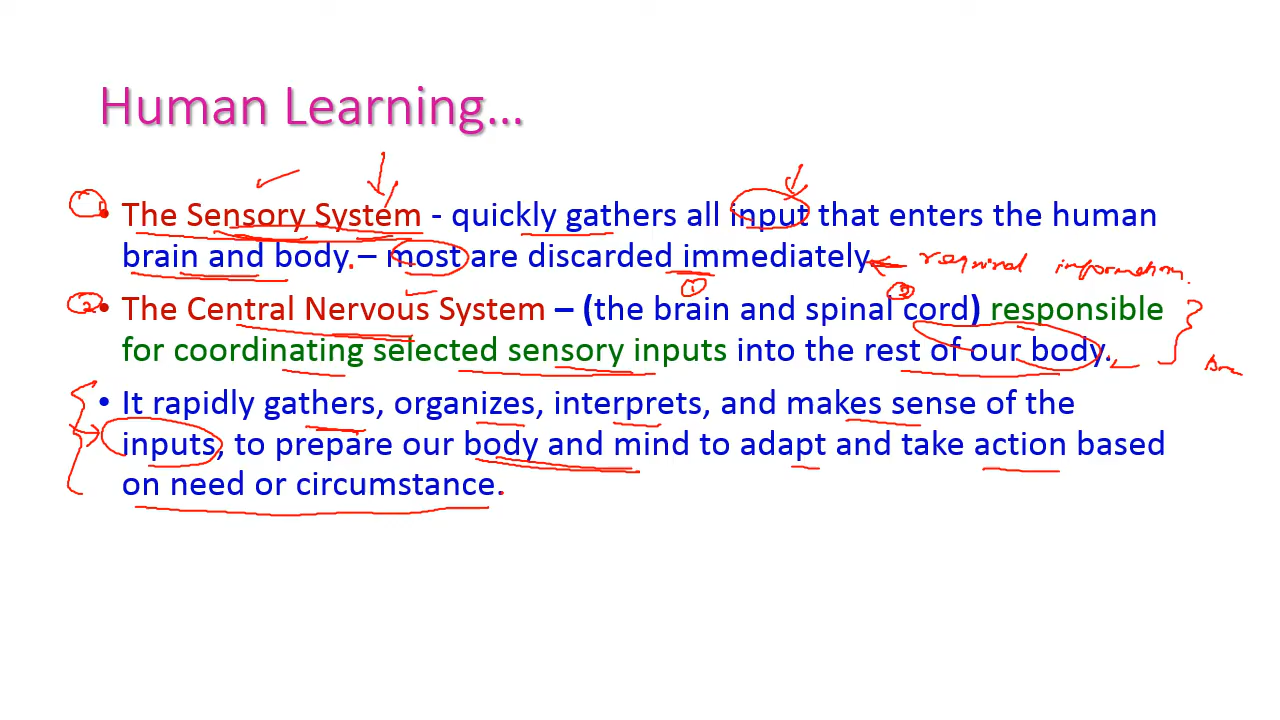 Human Learning...
• The Sensory System - quickly gathers all input that enters the human
brain and body. – most are discarded immediately required information.
1
2
• The Central Nervous System – (the brain and spinal cord) responsible
for coordinating selected sensory inputs into the rest of our body.
• It rapidly gathers, organizes, interprets, and makes sense of the
inputs, to prepare our body and mind to adapt and take action based
on need or circumstance.